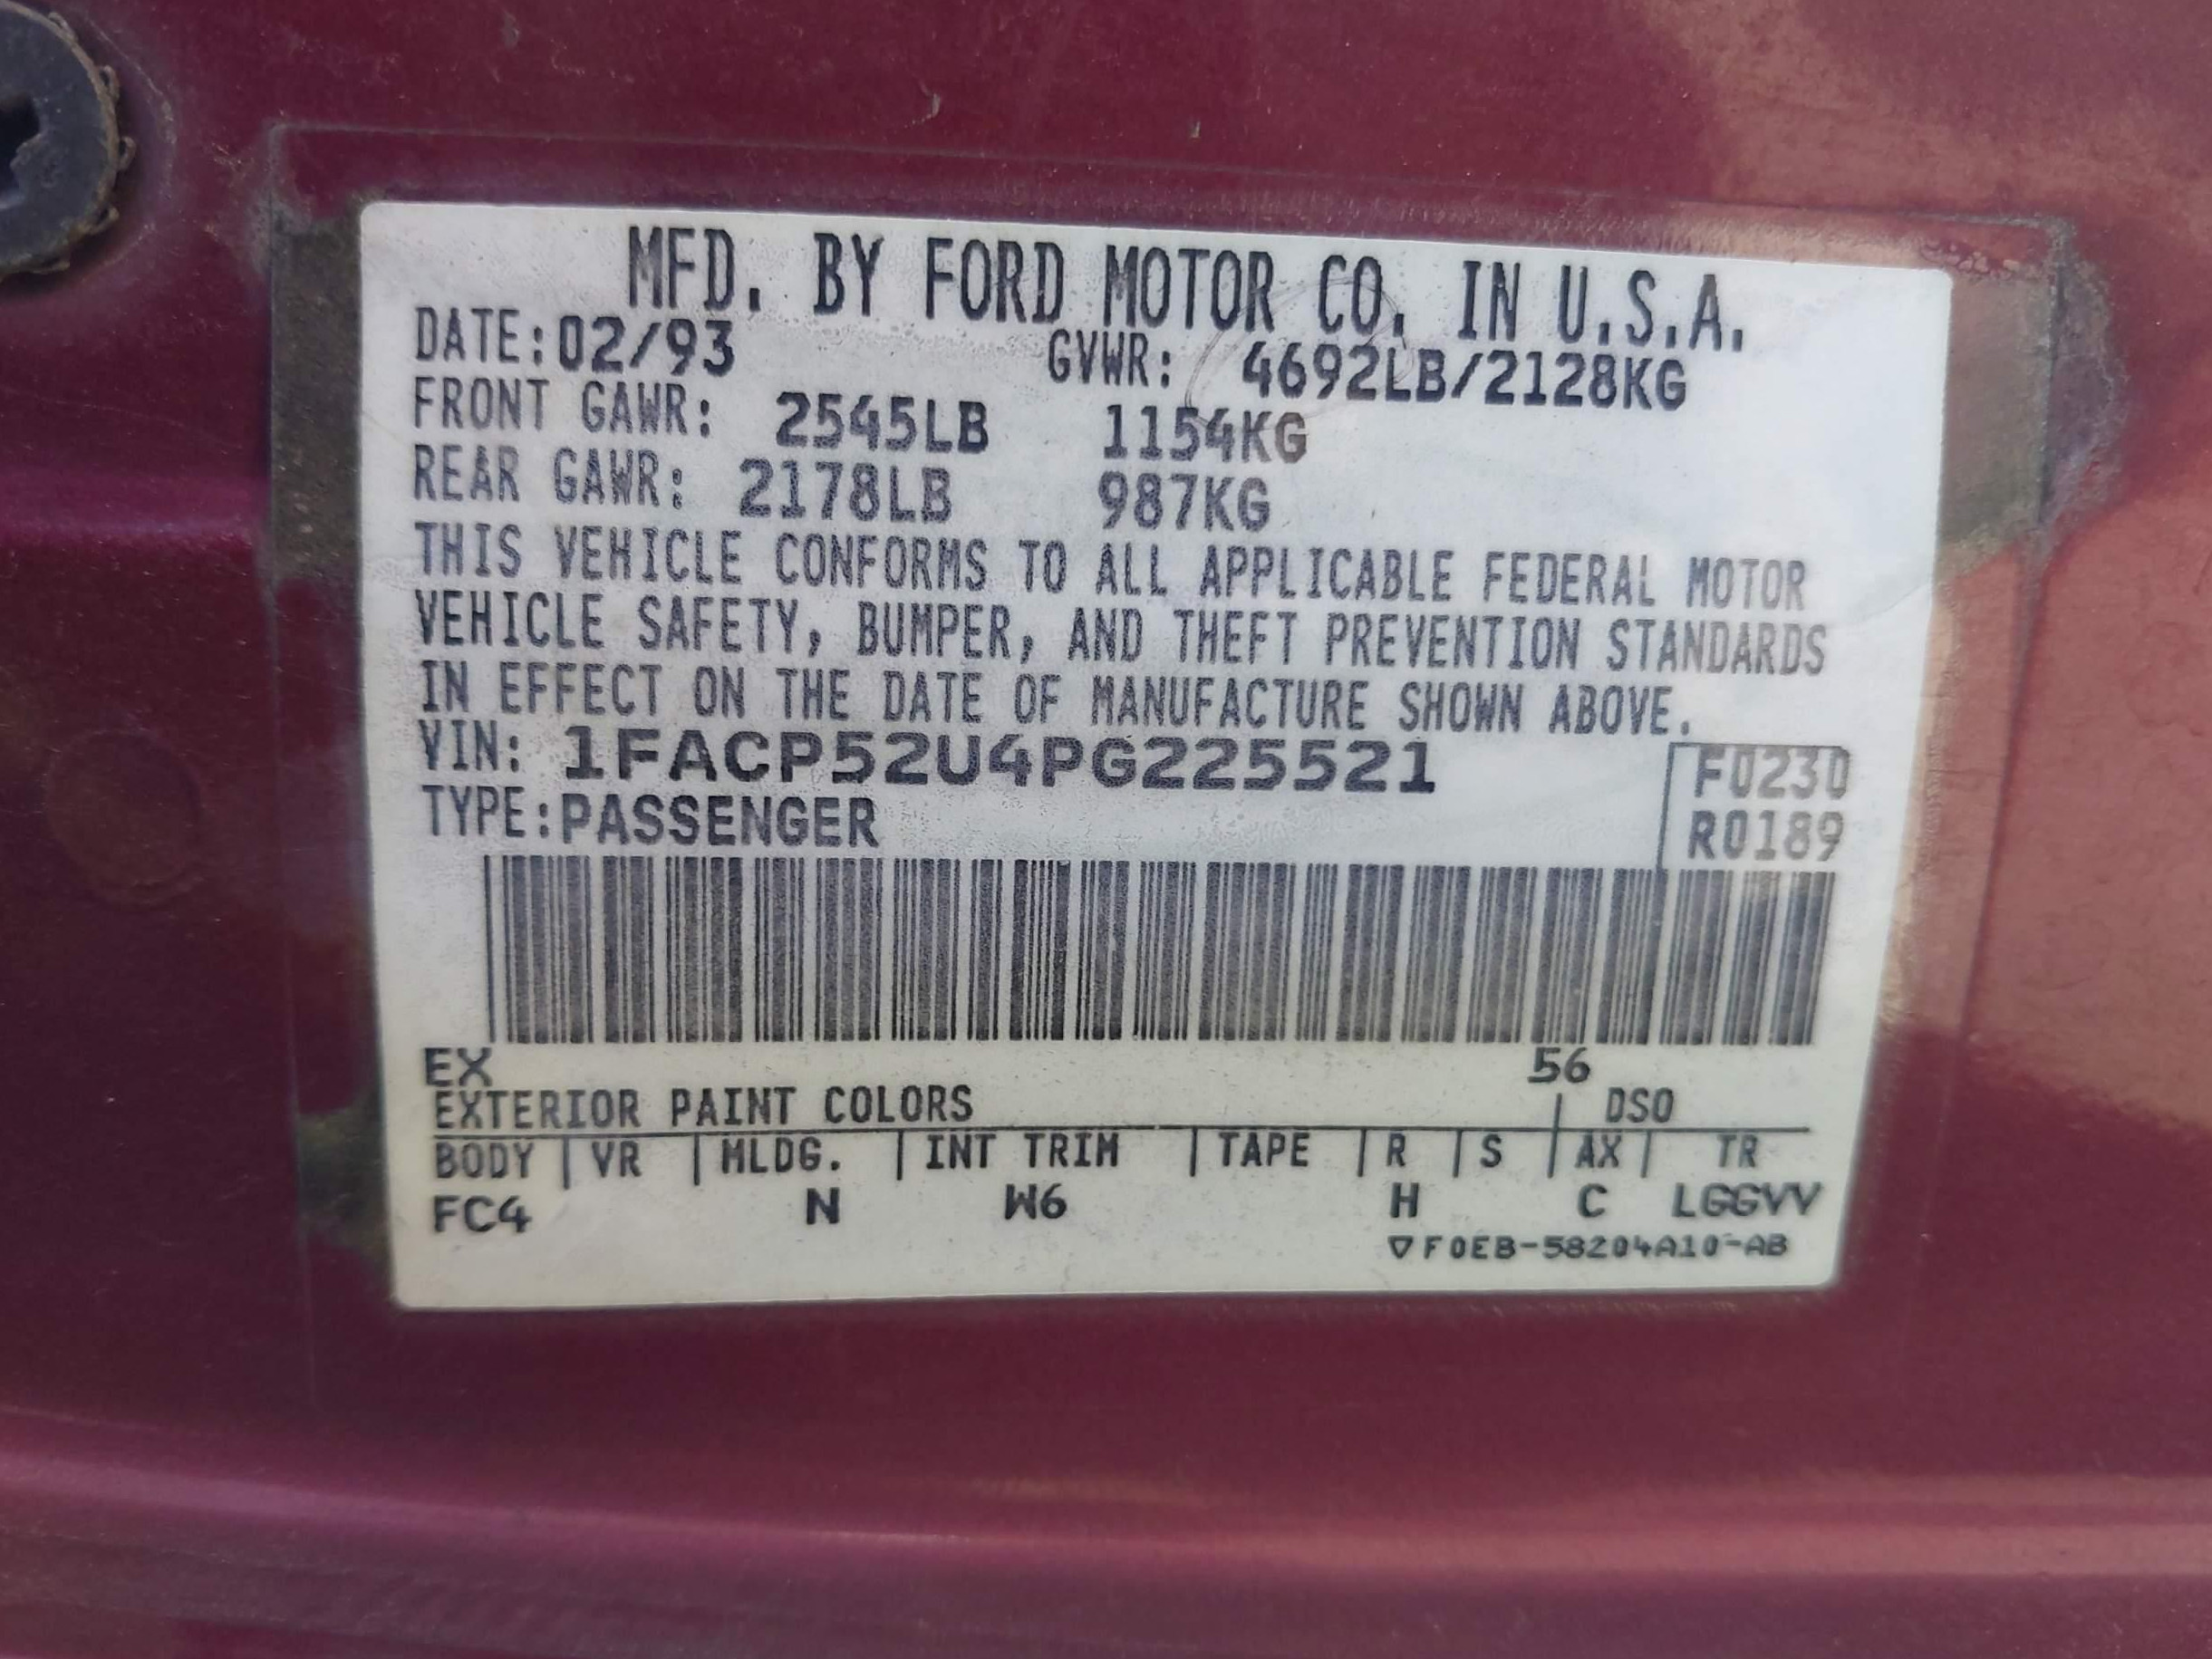 MFD. BY FORD MOTOR CO. IN U.S.A.
DATE: 02/93 GVWR: 4692LB/2128KG
FRONT GAWR: 2545LB 1154KG
REAR GAWR: 2178LB 987KG
THIS VEHICLE CONFORMS TO ALL APPLICABLE FEDERAL MOTOR
VEHICLE SAFETY, BUMPER, AND THEFT PREVENTION STANDARDS
IN EFFECT ON THE DATE OF MANUFACTURE SHOWN ABOVE.
VIN: 1FACP52U4PG225521 F0230
TYPE: PASSENGER R0189
EX 56
EXTERIOR PAINT COLORS DSO
BODY | VR | MLDG. | INT TRIM | TAPE | R | S | AX | TR
FC4 N W6 H C LGGVV
▽F0EB-58204A10-AB